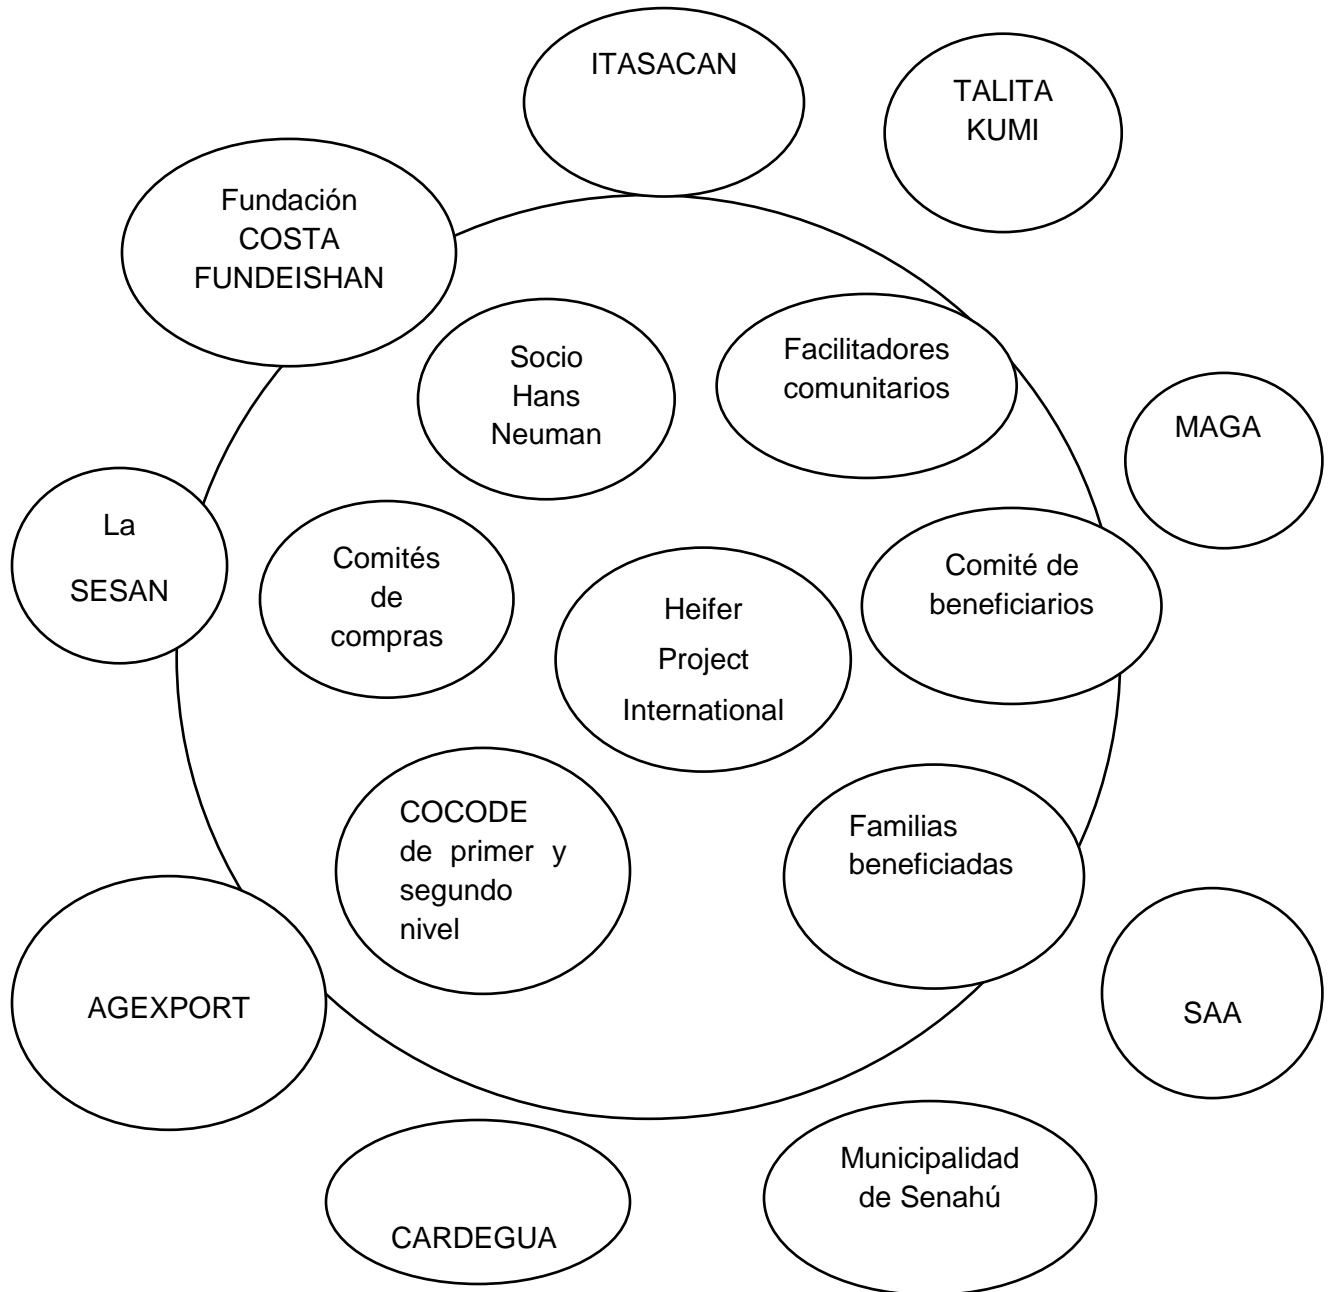 ITASACAN
TALITA
KUMI
Fundación
COSTA
FUNDEISHAN
Socio
Hans
Neuman
Facilitadores
comunitarios
MAGA
La
SESAN
Comités
de
compras
Heifer
Project
International
Comité de
beneficiarios
COCODE
de primer y
segundo
nivel
Familias
beneficiadas
AGEXPORT
SAA
CARDEGUA
Municipalidad
de Senahú